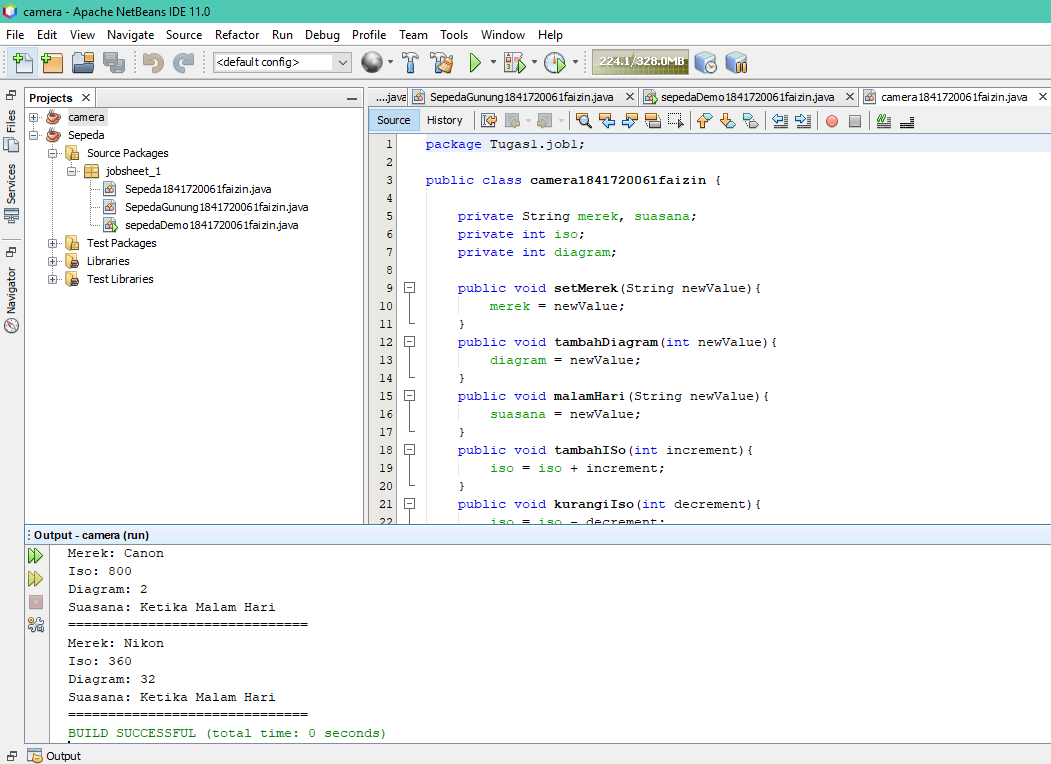 camera - Apache NetBeans IDE 11.0
File Edit View Navigate Source Refactor Run Debug Profile Team Tools Window Help
<default config> 224.1/328.0MB
Projects
Files
Services
Navigator
camera
Sepeda
Source Packages
jobsheet_1
Sepeda1841720061faizin.java
SepedaGunung1841720061faizin.java
sepedaDemo1841720061faizin.java
Test Packages
Libraries
Test Libraries
....java SepedaGunung1841720061faizin.java sepedaDemo1841720061faizin.java camera1841720061faizin.java
Source History
1 package Tugas1.job1;
2
3 public class camera1841720061faizin {
4
5 private String merek, suasana;
6 private int iso;
7 private int diagram;
8
9 public void setMerek(String newValue){
10 merek = newValue;
11 }
12 public void tambahDiagram(int newValue){
13 diagram = newValue;
14 }
15 public void malamHari(String newValue){
16 suasana = newValue;
17 }
18 public void tambahISo(int increment){
19 iso = iso + increment;
20 }
21 public void kurangiIso(int decrement){
22 iso = iso - decrement;
Output - camera (run)
Merek: Canon
Iso: 800
Diagram: 2
Suasana: Ketika Malam Hari
==============================
Merek: Nikon
Iso: 360
Diagram: 32
Suasana: Ketika Malam Hari
==============================
BUILD SUCCESSFUL (total time: 0 seconds)
Output